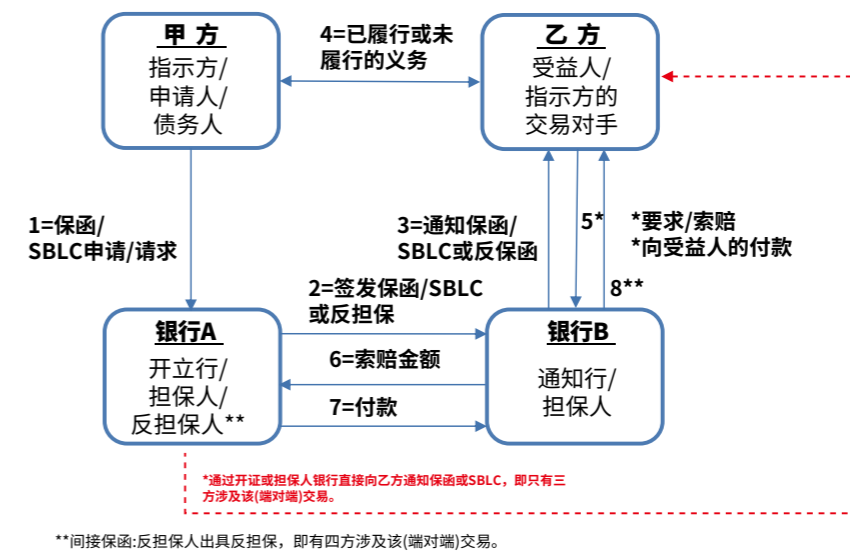 甲 方
指示方/
申请人/
债务人
4=已履行或未
履行的义务
乙 方
受益人/
指示方的
交易对手
1=保函/
SBLC申请/请求
3=通知保函/
SBLC或反保函
5*
*要求/索赔
*向受益人的付款
8**
2=签发保函/SBLC
或反担保
6=索赔金额
7=付款
银行A
开立行/
担保人/
反担保人**
银行B
通知行/
担保人
*通过开证或担保人银行直接向乙方通知保函或SBLC，即只有三
方涉及该(端对端)交易。
**间接保函:反担保人出具反担保，即有四方涉及该(端对端)交易。